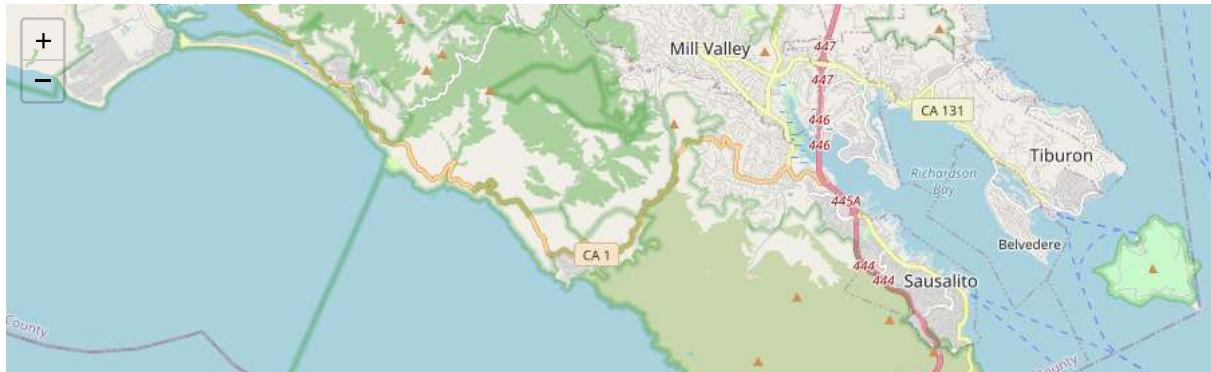 +
−
447
Mill Valley
447
CA 131
446
446
Tiburon
Richardson
Bay
445A
Belvedere
CA 1
444
444
Sausalito
County
County